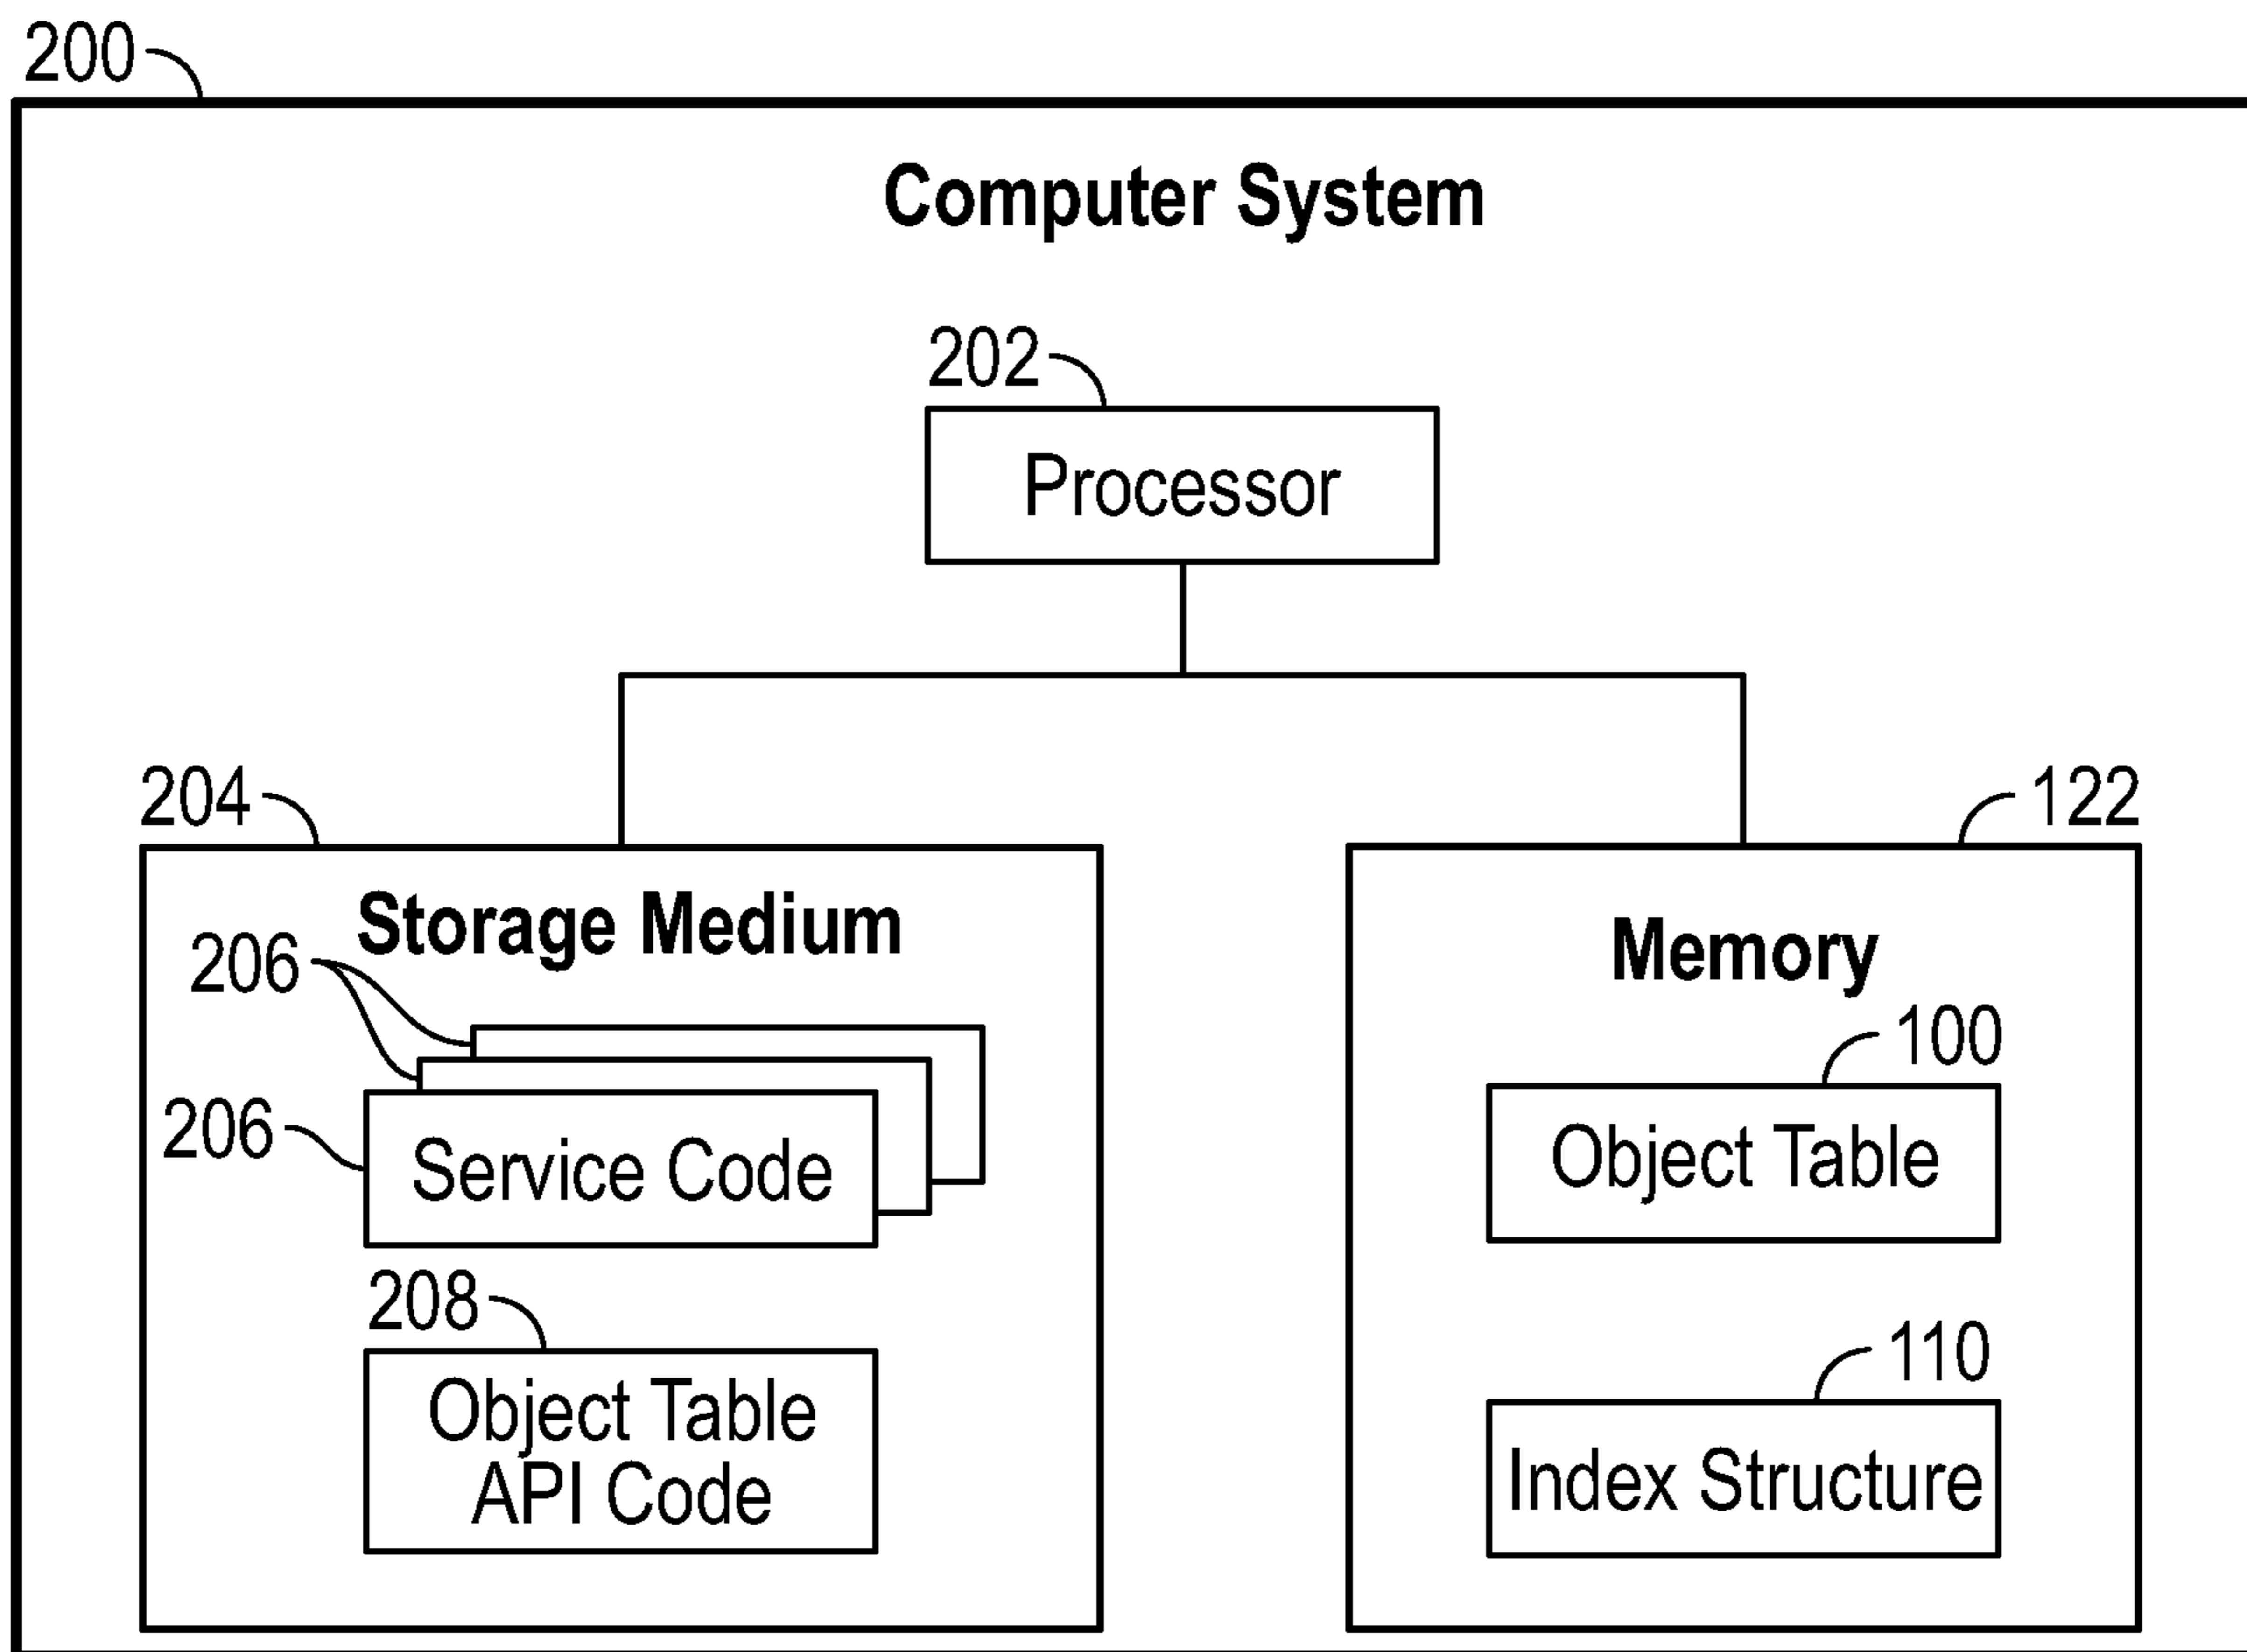 200
Computer System
202
Processor
204
122
Storage Medium
Memory
206
100
206
Service Code
Object Table
208
110
Object Table
API Code
Index Structure